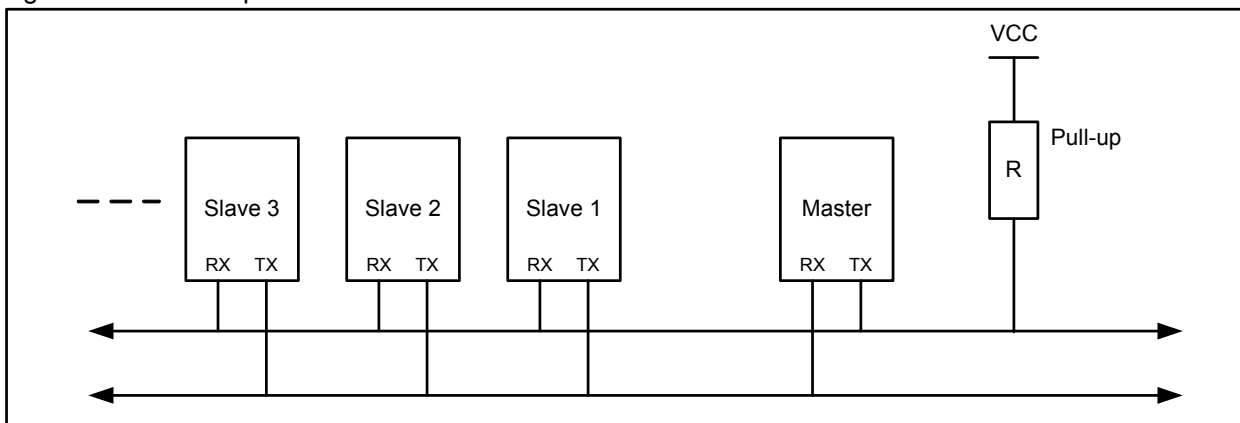 VCC
Pull-up
R
Slave 3
Slave 2
Slave 1
Master
RX TX
RX TX
RX TX
RX TX